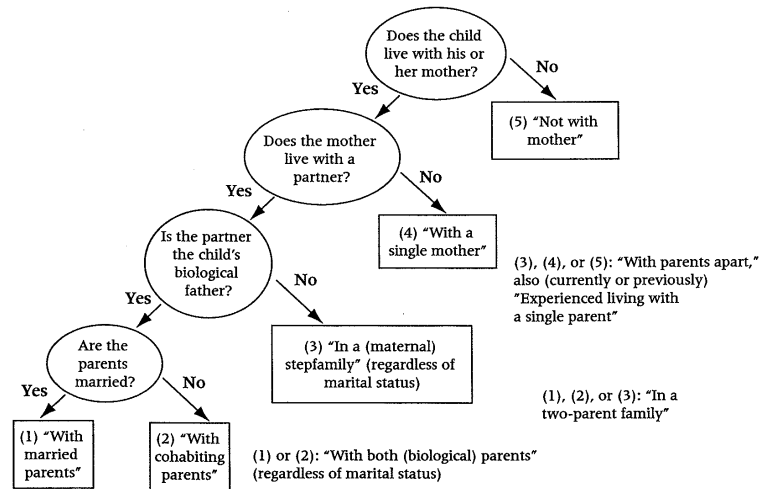 Does the child
live with his or
her mother?
Yes
No
(5) “Not with
mother”
Does the mother
live with a
partner?
Yes
No
(4) “With a
single mother”
Is the partner
the child’s
biological
father?
Yes
No
(3) “In a (maternal)
stepfamily” (regardless of
marital status)
(3), (4), or (5): “With parents apart,”
also (currently or previously)
"Experienced living with
a single parent”
Are the
parents
married?
Yes
No
(1) “With
married
parents”
(2) “With
cohabiting
parents”
(1), (2), or (3): “In a
two-parent family”
(1) or (2): “With both (biological) parents”
(regardless of marital status)